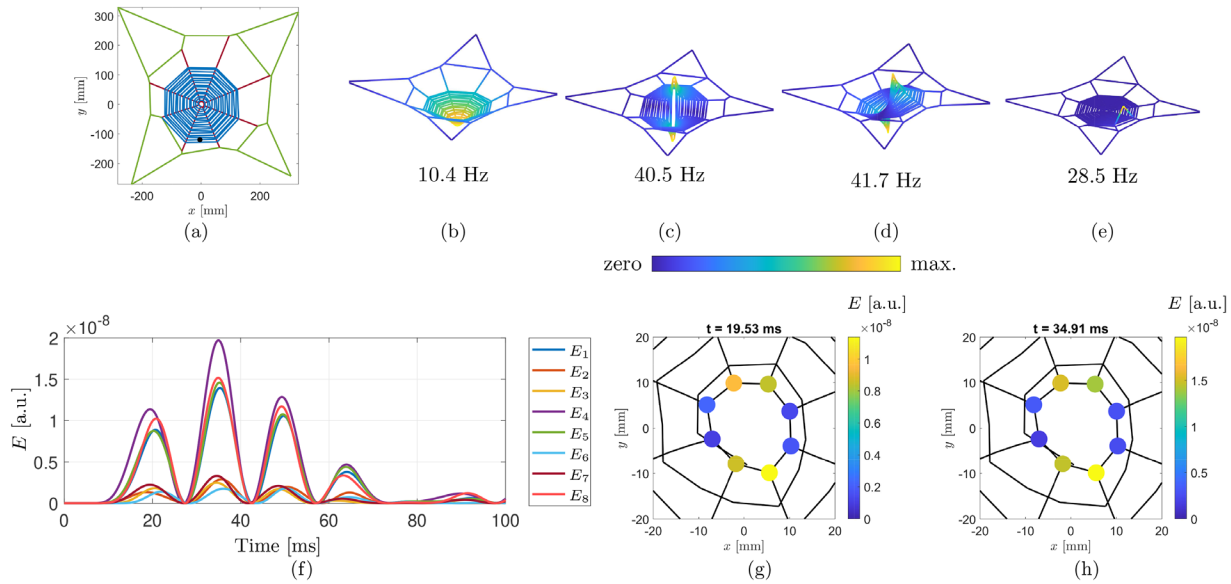 300
200
100
0
-100
-200
y [mm]
-200 0 200
x [mm]
(a)
10.4 Hz
(b)
40.5 Hz
(c)
41.7 Hz
(d)
28.5 Hz
(e)
zero max.
×10⁻⁸
2
1.5
1
0.5
0
E [a.u.]
0 20 40 60 80 100
Time [ms]
(f)
E₁
E₂
E₃
E₄
E₅
E₆
E₇
E₈
t = 19.53 ms
20
10
0
-10
-20
y [mm]
-20 -10 0 10 20
x [mm]
(g)
E [a.u.]
×10⁻⁸
1
0.8
0.6
0.4
0.2
0
t = 34.91 ms
20
10
0
-10
-20
y [mm]
-20 -10 0 10 20
x [mm]
(h)
E [a.u.]
×10⁻⁸
1.5
1
0.5
0